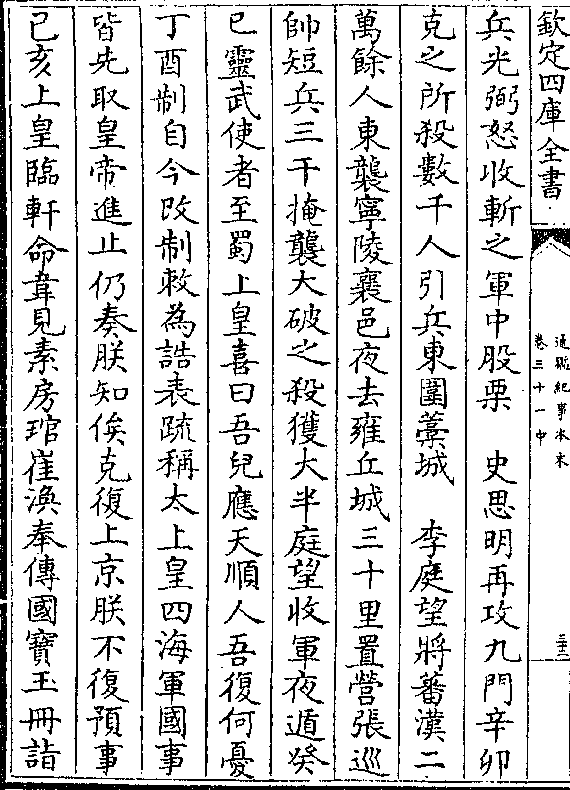 欽定四庫全書
通鑑紀事本末
卷三十一中
三十三
兵光弼怒收斬之軍中股栗　史思明再攻九門辛卯
克之所殺數千人引兵東圍藁城　李庭望將蕃漢二
萬餘人東襲寧陵襄邑夜去雍丘城三十里置營張巡
帥短兵三千掩襲大破之殺獲大半庭望收軍夜遁癸
巳靈武使者至蜀上皇喜曰吾兒應天順人吾復何憂
丁酉制自今改制敕為誥表疏稱太上皇四海軍國事
皆先取皇帝進止仍奏朕知俟克復上京朕不復預事
己亥上皇臨軒命韋見素房琯崔渙奉傳國寶玉冊詣